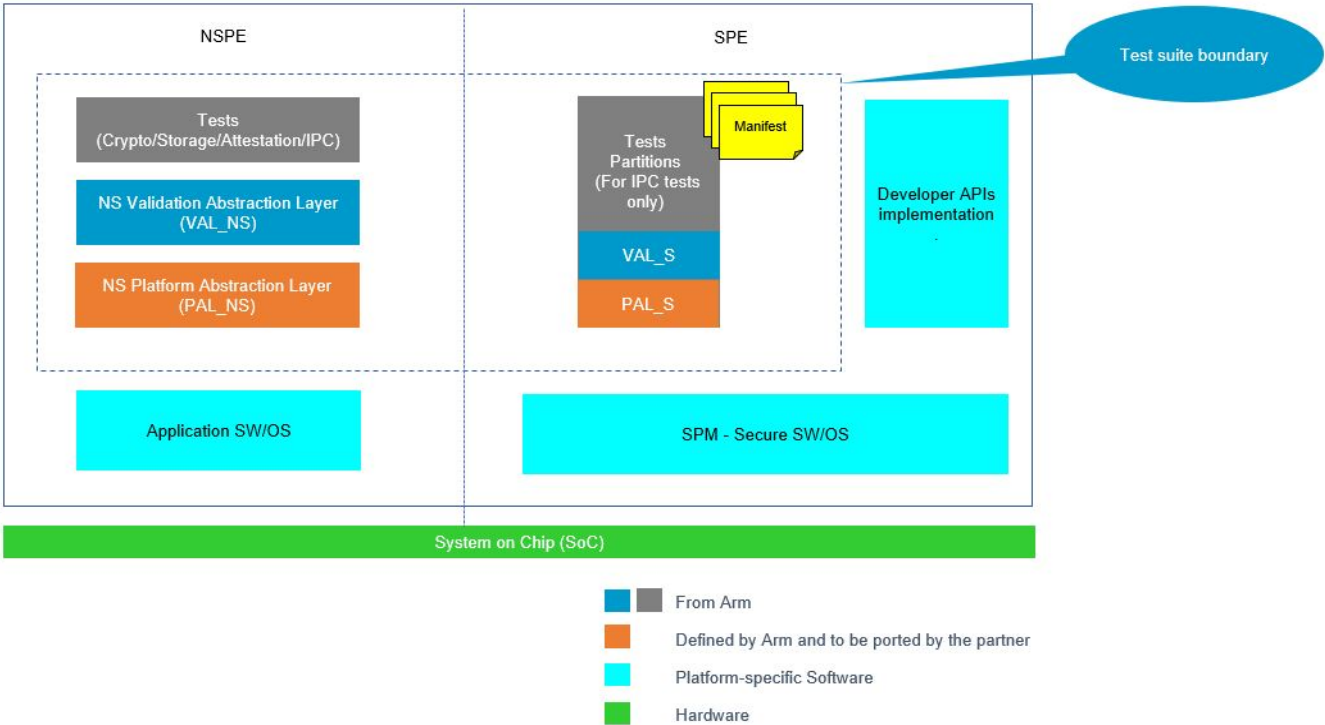 NSPE
SPE
Test suite boundary
Tests
(Crypto/Storage/Attestation/IPC)
NS Validation Abstraction Layer
(VAL_NS)
NS Platform Abstraction Layer
(PAL_NS)
Manifest
Tests
Partitions
(For IPC tests
only)
VAL_S
PAL_S
Developer APIs
implementation
.
Application SW/OS
SPM - Secure SW/OS
System on Chip (SoC)
From Arm
Defined by Arm and to be ported by the partner
Platform-specific Software
Hardware